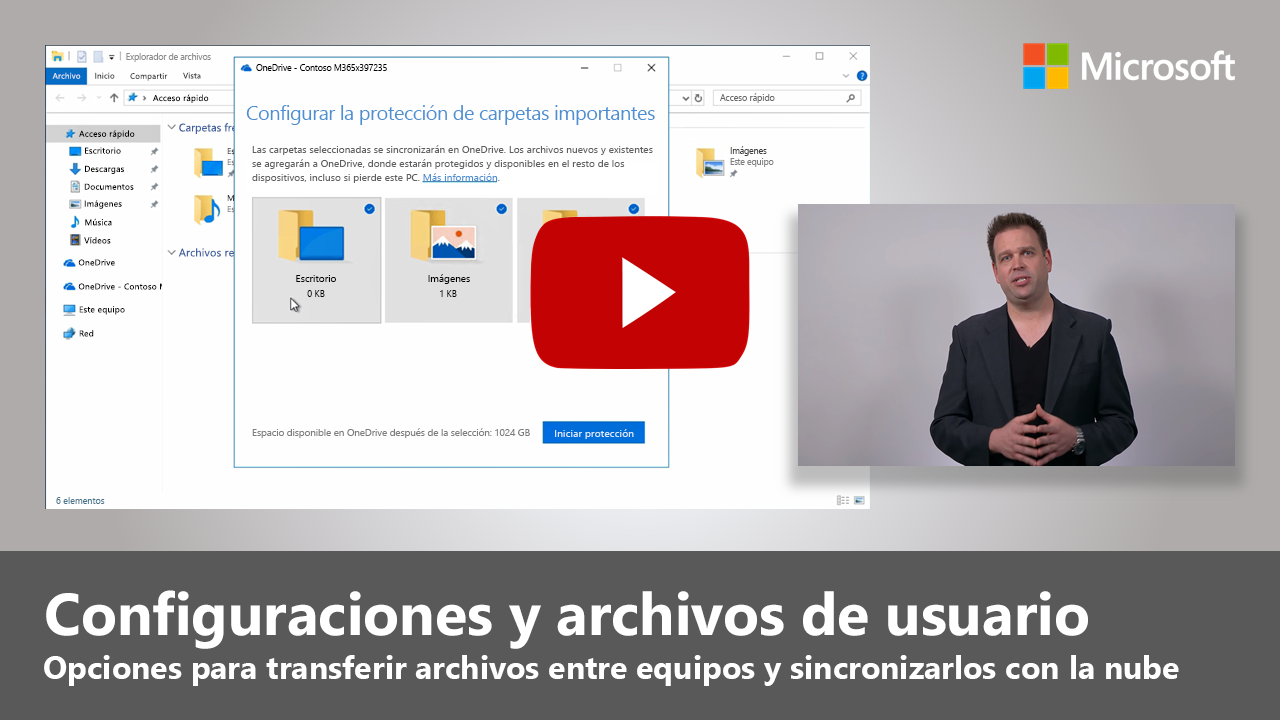 Explorador de archivos
Archivo Inicio Compartir Vista
Acceso rápido
Acceso rápido
Acceso rápido
Escritorio
Descargas
Documentos
Imágenes
Música
Vídeos
OneDrive
OneDrive - Contoso
Este equipo
Red
Carpetas
Archivos
6 elementos
OneDrive - Contoso M365x397235
Configurar la protección de carpetas importantes
Las carpetas seleccionadas se sincronizarán en OneDrive. Los archivos nuevos y existentes
se agregarán a OneDrive, donde estarán protegidos y disponibles en el resto de los
dispositivos, incluso si pierde este PC. Más información.
Escritorio
0 KB
Imágenes
1 KB
Espacio disponible en OneDrive después de la selección: 1024 GB
Iniciar protección
Imágenes
Este equipo
Microsoft
Configuraciones y archivos de usuario
Opciones para transferir archivos entre equipos y sincronizarlos con la nube